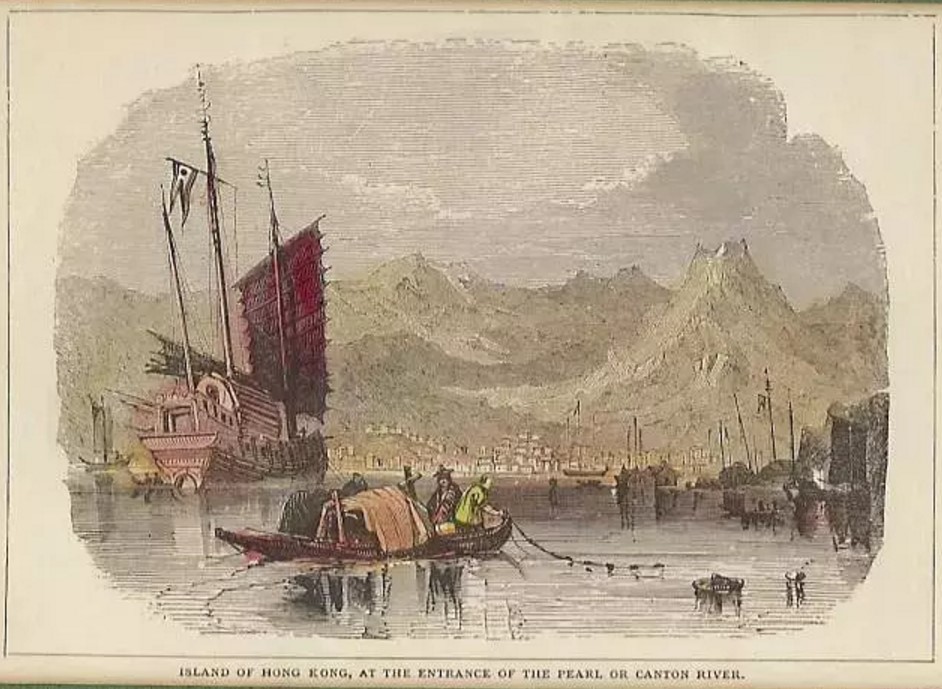 ISLAND OF HONG KONG, AT THE ENTRANCE OF THE PEARL OR CANTON RIVER.